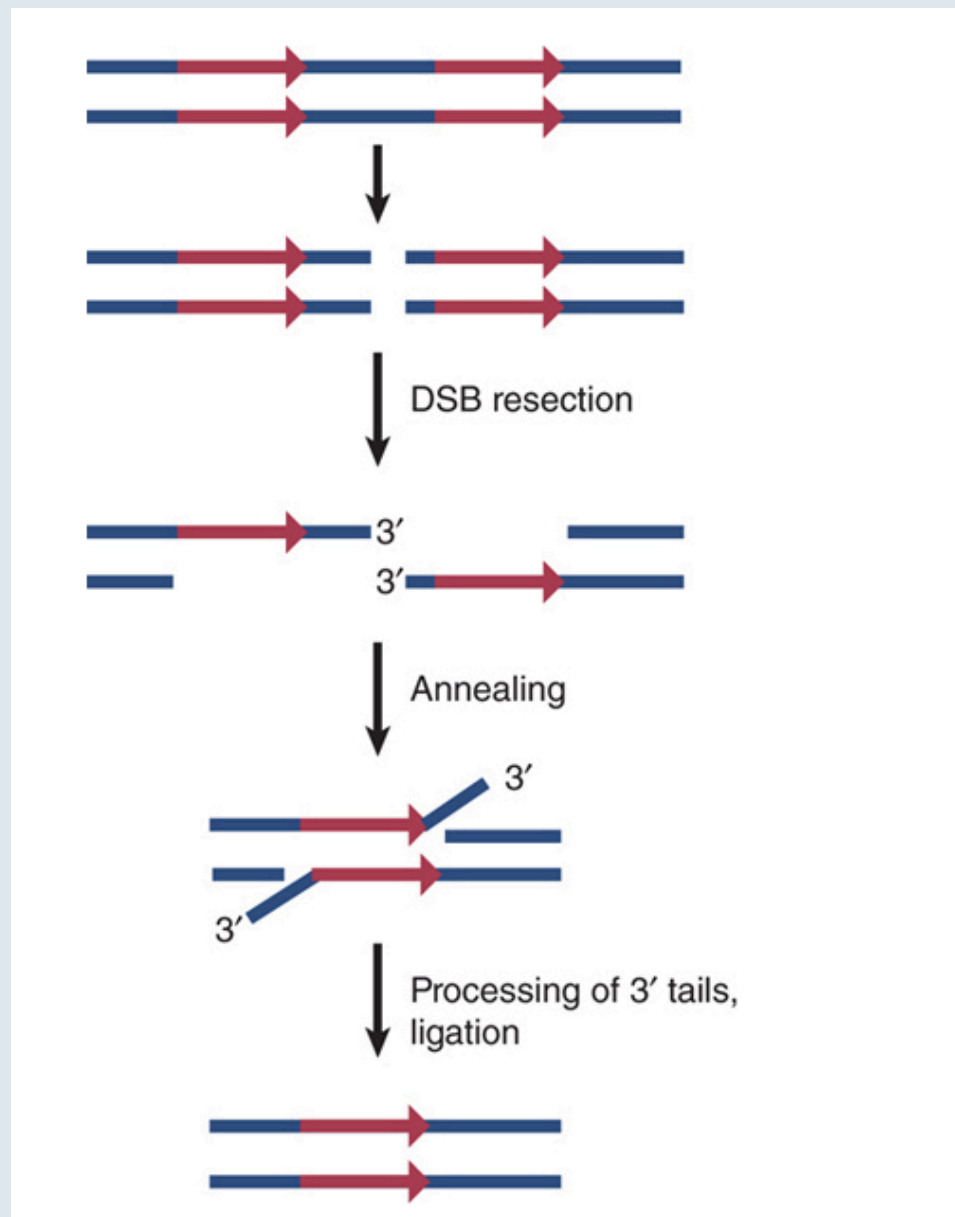 DSB resection
3′
3′
Annealing
3′
3′
Processing of 3′ tails,
ligation